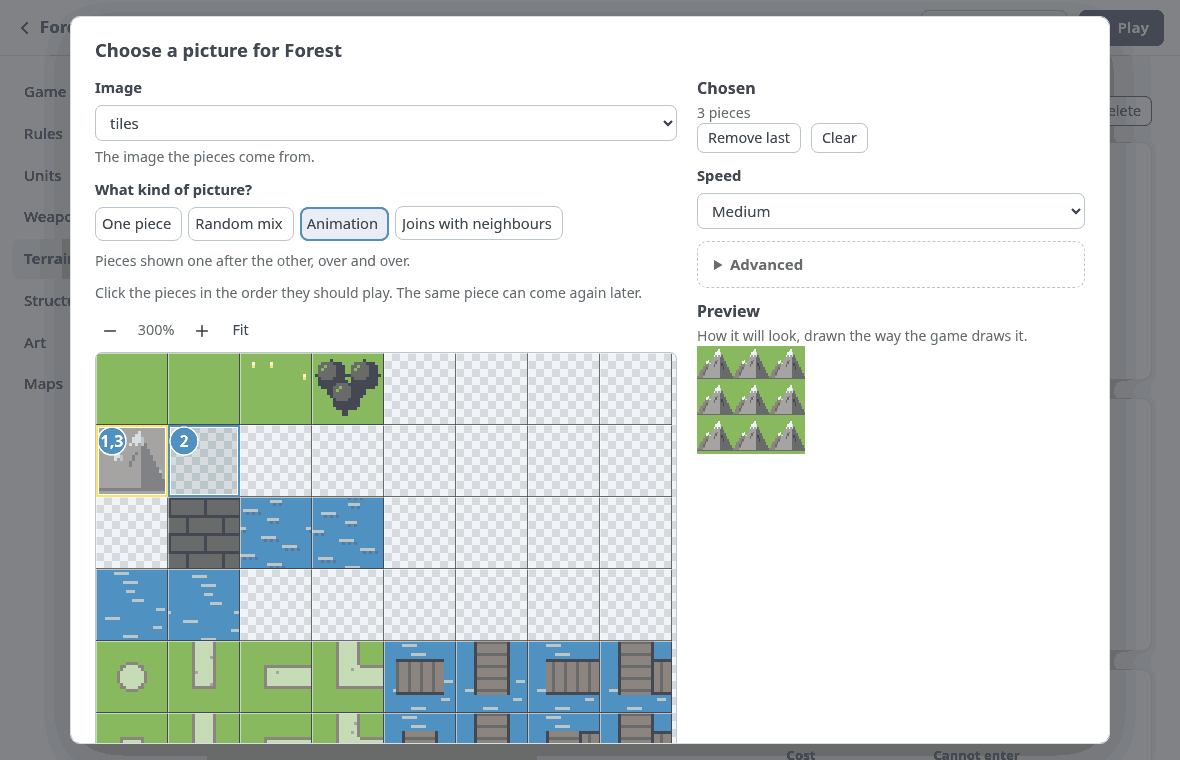 Fore
Play
Choose a picture for Forest
Image
tiles
The image the pieces come from.
What kind of picture?
One piece
Random mix
Animation
Joins with neighbours
Pieces shown one after the other, over and over.
Click the pieces in the order they should play. The same piece can come again later.
300%
Fit
1,3
2
Chosen
3 pieces
Remove last
Clear
Speed
Medium
Advanced
Preview
How it will look, drawn the way the game draws it.
Game
Rules
Units
Weapo
Terrai
Struct
Art
Maps
elete
Cost
Cannot enter